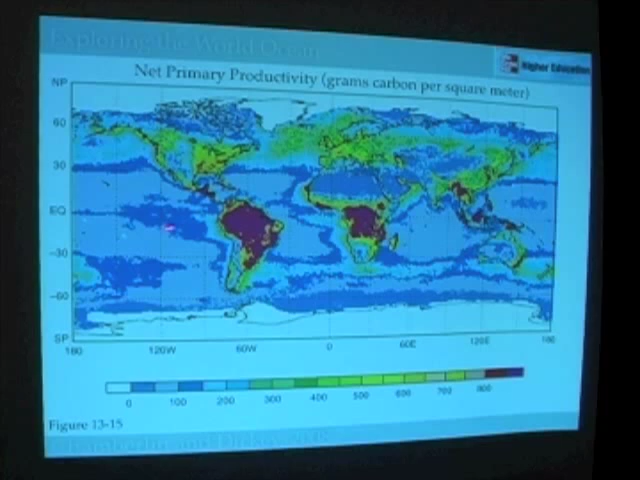 Exploring the World Ocean
Higher Education
Net Primary Productivity (grams carbon per square meter)
NP
60
30
EQ
-30
-60
SP
180 120W 60W 0 60E 120E 180
0 100 200 300 400 500 600 700 800
Figure 13-15